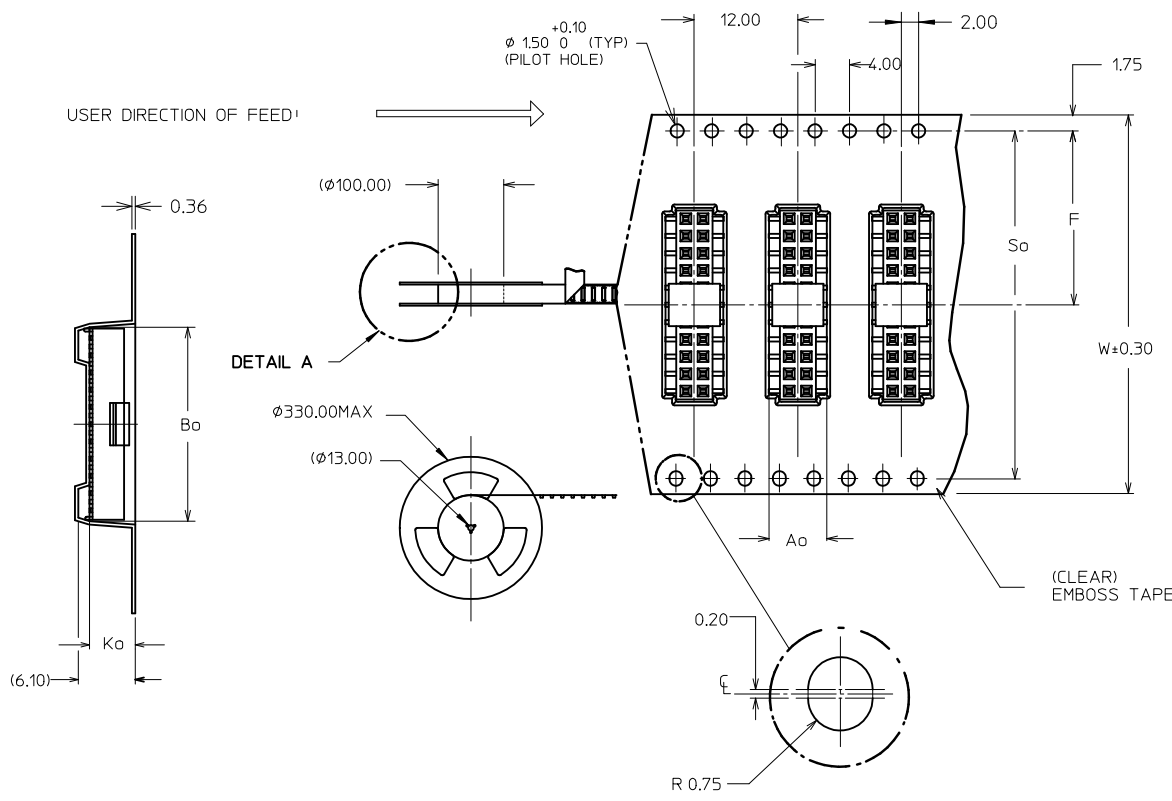 +0.10
ø 1.50 0 (TYP)
(PILOT HOLE)
12.00
2.00
4.00
1.75
USER DIRECTION OF FEED
(ø100.00)
0.36
F
So
W±0.30
DETAIL A
Bo
ø330.00MAX
(ø13.00)
Ao
(CLEAR)
EMBOSS TAPE
0.20
Ko
(6.10)
℄
R 0.75